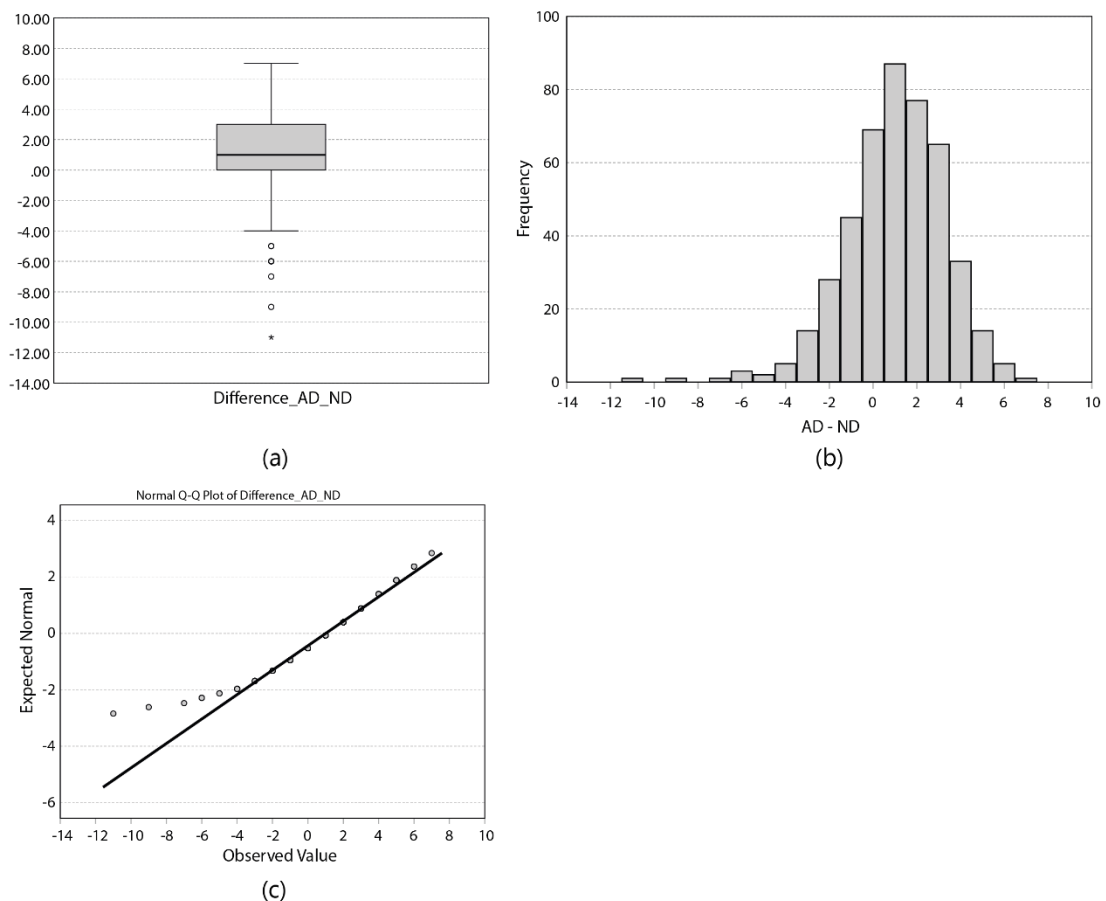 10.00
8.00
6.00
4.00
2.00
.00
-2.00
-4.00
-6.00
-8.00
-10.00
-12.00
-14.00
Difference_AD_ND
(a)
100
80
60
40
20
0
Frequency
-14 -12 -10 -8 -6 -4 -2 0 2 4 6 8 10
AD - ND
(b)
Normal Q-Q Plot of Difference_AD_ND
4
2
0
-2
-4
-6
Expected Normal
-14 -12 -10 -8 -6 -4 -2 0 2 4 6 8 10
Observed Value
(c)